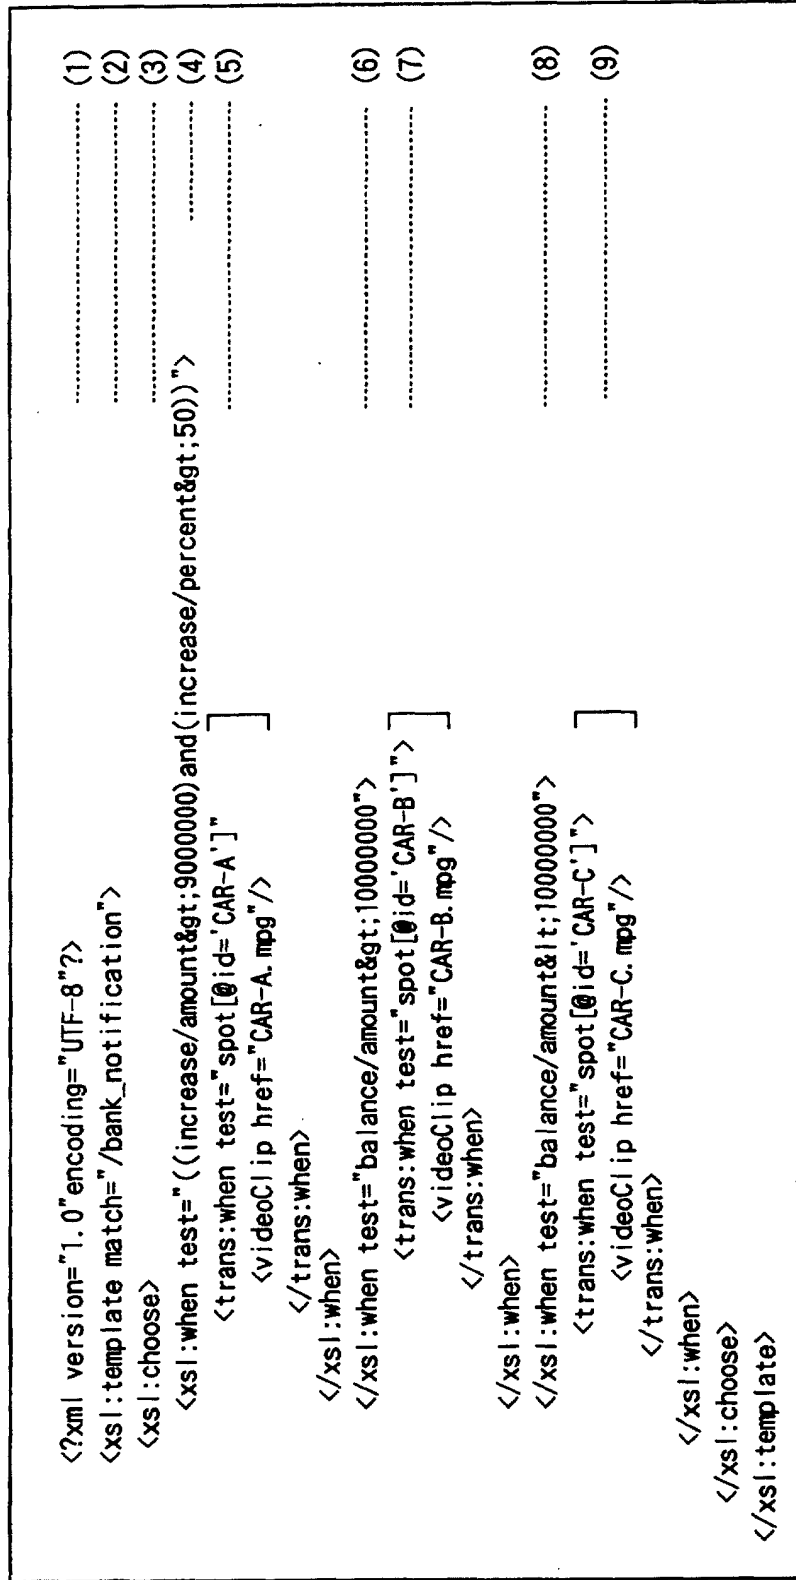 <?xml version="1.0"encoding="UTF-8"?> (1)
<xsl:template match="/bank_notification"> (2)
<xsl:choose> (3)
<xsl:when test="((increase/amount&gt;9000000)and(increase/percent&gt;50))"> (4)
<trans:when test="spot[@id='CAR-A']" (5)
<videoClip href="CAR-A.mpg"/>
</trans:when>
</xsl:when>
</xsl:when test="balance/amount&gt;10000000"> (6)
<trans:when test="spot[@id='CAR-B']"> (7)
<videoClip href="CAR-B.mpg"/>
</trans:when>
</xsl:when>
</xsl:when test="balance/amount&lt;10000000"> (8)
<trans:when test="spot[@id='CAR-C']"> (9)
<videoClip href="CAR-C.mpg"/>
</trans:when>
</xsl:when>
</xsl:choose>
</xsl:template>